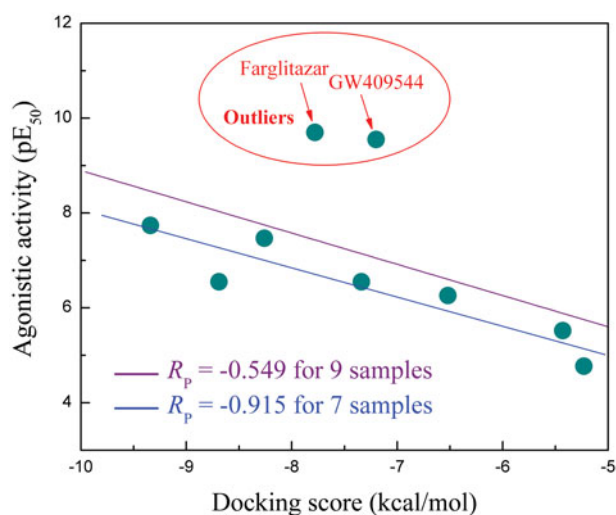 12
10
8
6
4
Agonistic activity (pE50)
Farglitazar
GW409544
Outliers
RP = -0.549 for 9 samples
RP = -0.915 for 7 samples
-10 -9 -8 -7 -6 -5
Docking score (kcal/mol)